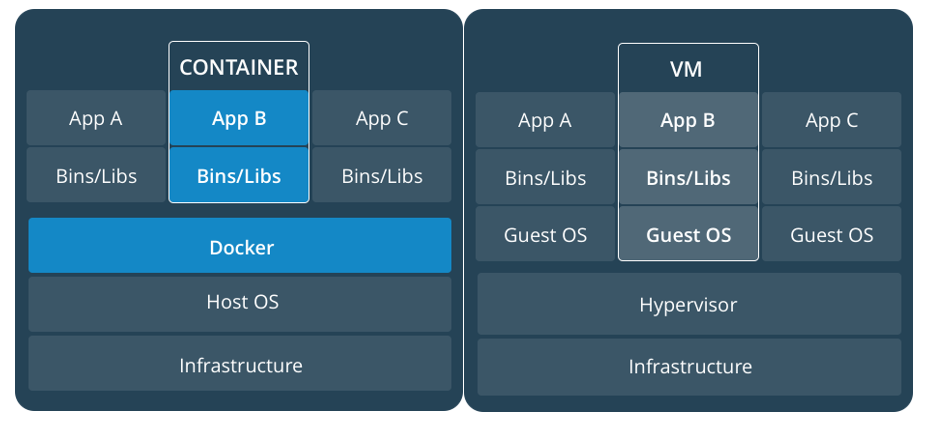 CONTAINER
App A
App B
App C
Bins/Libs
Bins/Libs
Bins/Libs
Docker
Host OS
Infrastructure
VM
App A
App B
App C
Bins/Libs
Bins/Libs
Bins/Libs
Guest OS
Guest OS
Guest OS
Hypervisor
Infrastructure